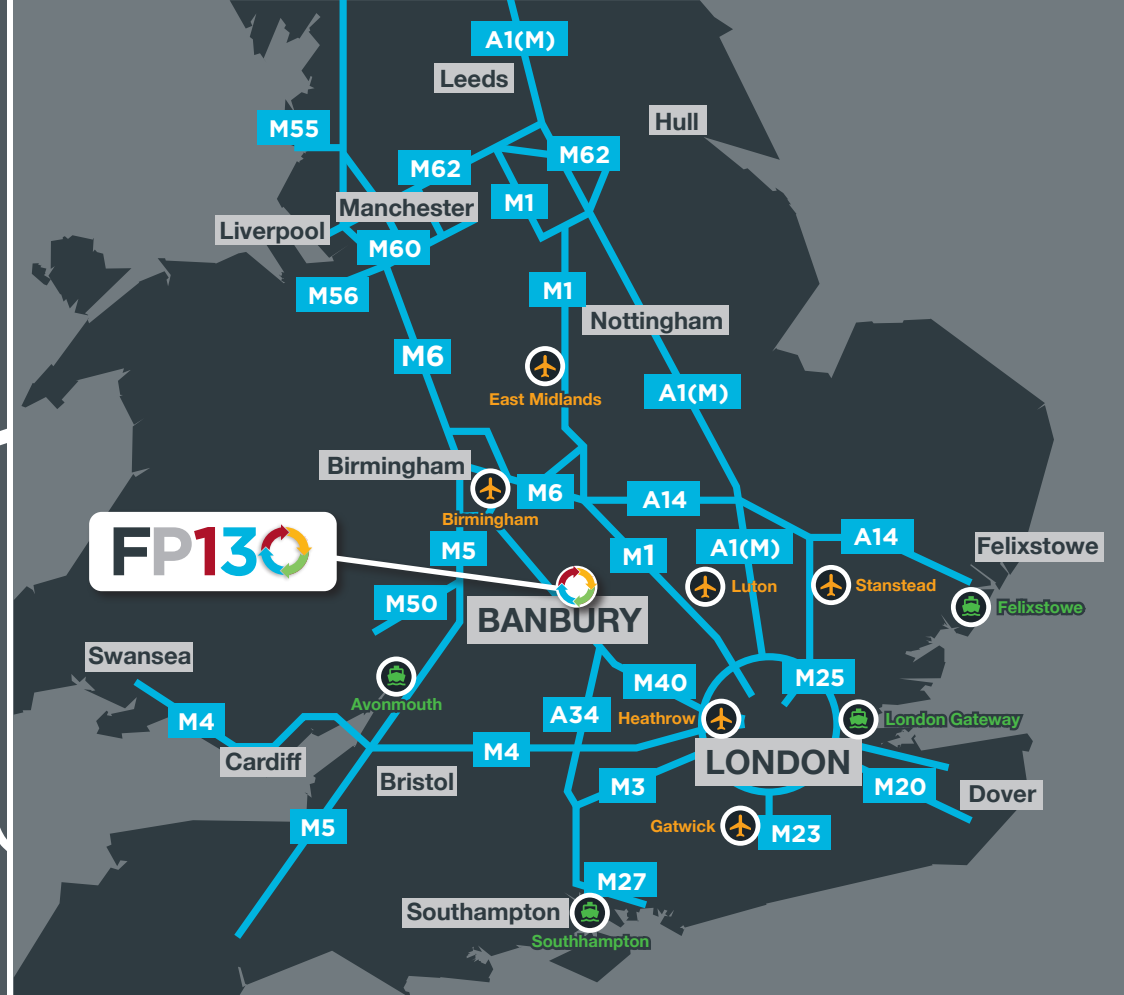 A1(M)
Leeds
Hull
M55
M62
M62
M1
Manchester
Liverpool
M60
M56
M1
Nottingham
M6
East Midlands
A1(M)
Birmingham
M6
A14
Birmingham
FP130
M5
M1
A1(M)
A14
Felixstowe
Luton
Stanstead
M50
BANBURY
Felixstowe
Swansea
Avonmouth
M40
M25
M4
A34
Heathrow
London Gateway
Cardiff
M4
LONDON
Bristol
M3
M20
Dover
M5
Gatwick
M23
M27
Southampton
Southhampton